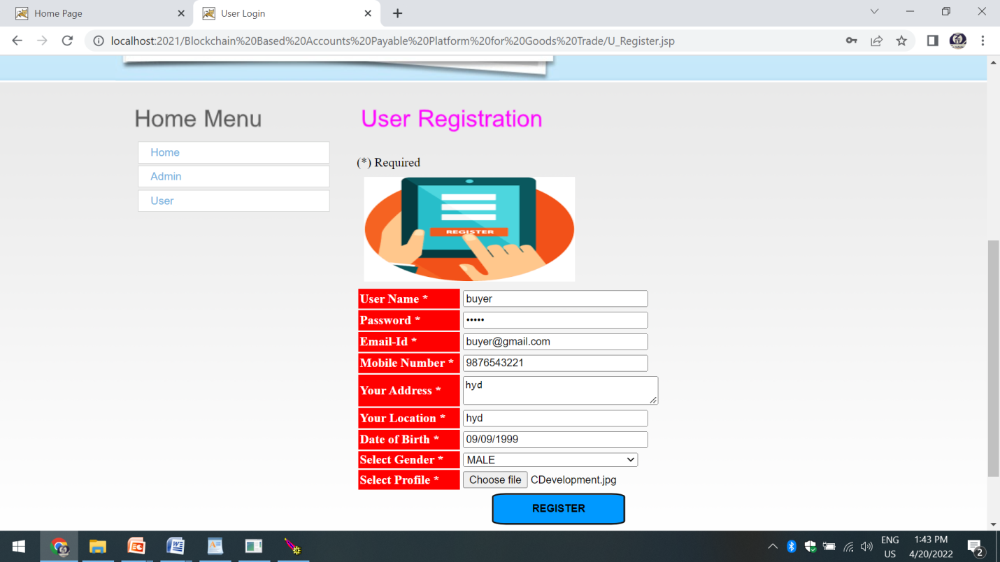 Home Page
User Login
localhost:2021/Blockchain%20Based%20Accounts%20Payable%20Platform%20for%20Goods%20Trade/U_Register.jsp
Home Menu
Home
Admin
User
User Registration
(*) Required
REGISTER
User Name * buyer
Password * •••••
Email-Id * buyer@gmail.com
Mobile Number * 9876543221
Your Address * hyd
Your Location * hyd
Date of Birth * 09/09/1999
Select Gender * MALE
Select Profile * Choose file CDevelopment.jpg
REGISTER
ENG
US
1:43 PM
4/20/2022
2